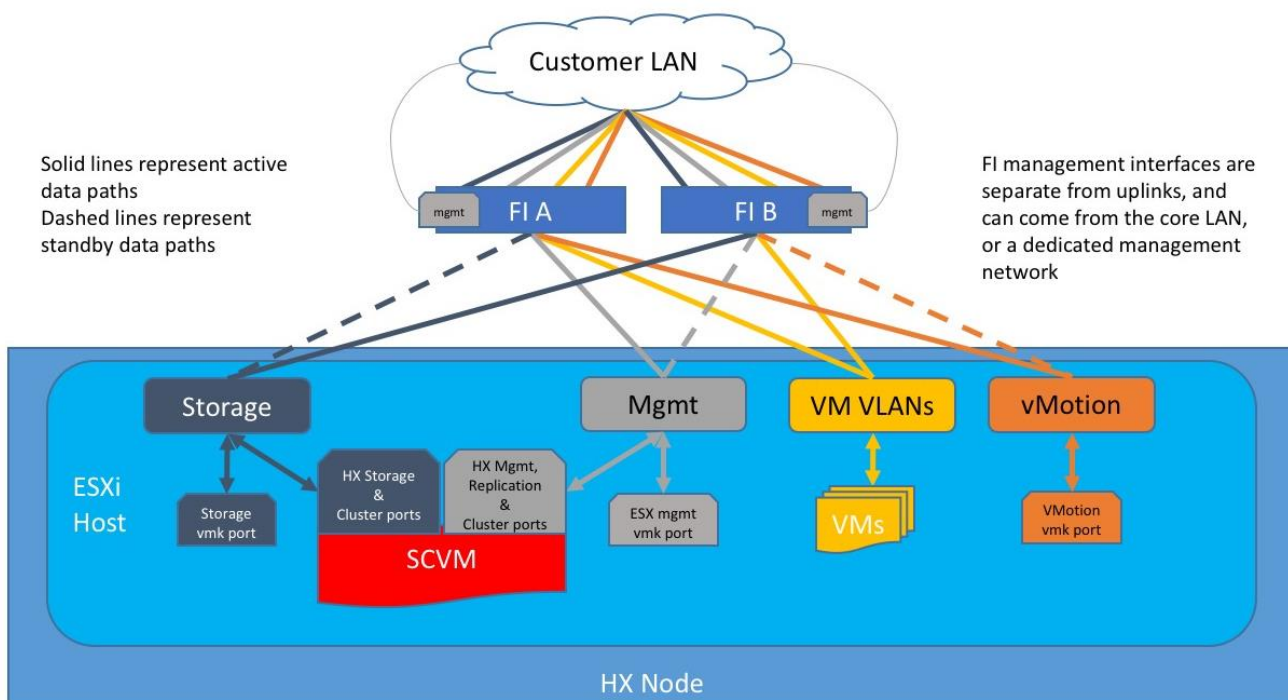 Customer LAN
Solid lines represent active
data paths
Dashed lines represent
standby data paths
FI management interfaces are
separate from uplinks, and
can come from the core LAN,
or a dedicated management
network
mgmt
FI A
FI B
mgmt
Storage
Mgmt
VM VLANs
vMotion
ESXi
Host
HX Storage
&
Cluster ports
HX Mgmt,
Replication
&
Cluster ports
Storage
vmk port
SCVM
ESX mgmt
vmk port
VMs
VMotion
vmk port
HX Node